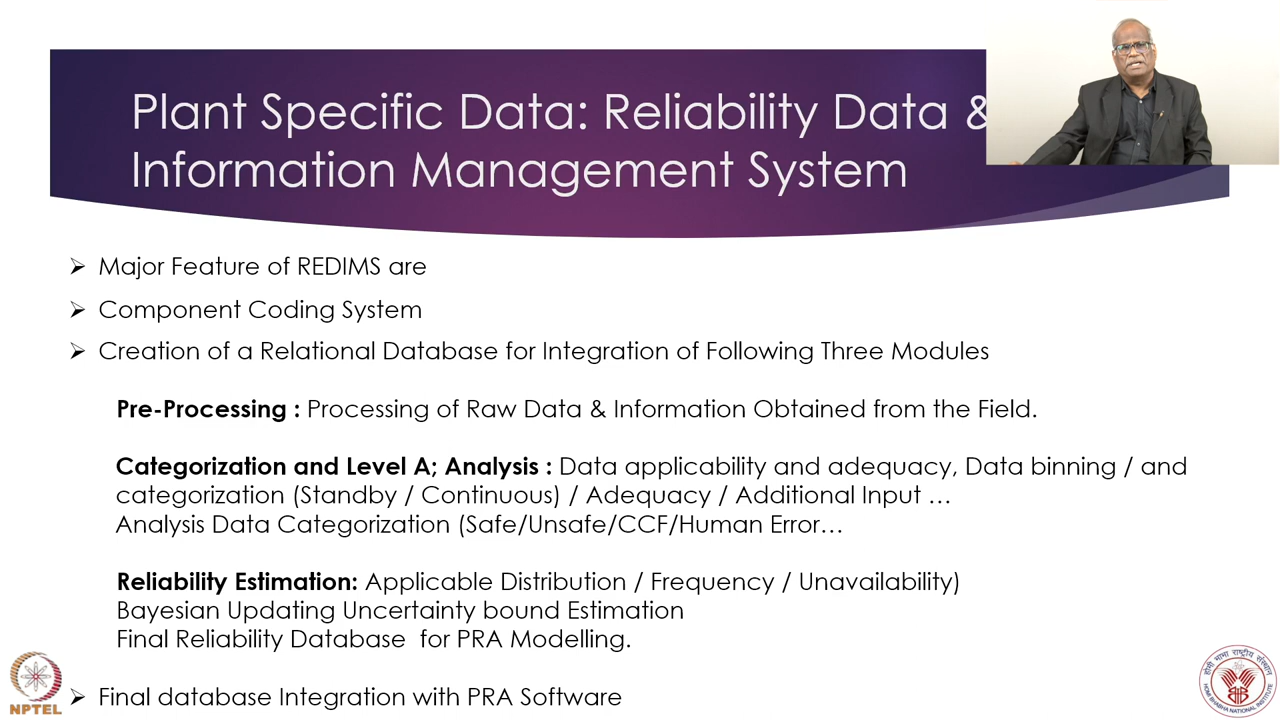 Plant Specific Data: Reliability Data &
Information Management System
➢ Major Feature of REDIMS are
➢ Component Coding System
➢ Creation of a Relational Database for Integration of Following Three Modules
Pre-Processing : Processing of Raw Data & Information Obtained from the Field.
Categorization and Level A; Analysis : Data applicability and adequacy, Data binning / and
categorization (Standby / Continuous) / Adequacy / Additional Input …
Analysis Data Categorization (Safe/Unsafe/CCF/Human Error…
Reliability Estimation: Applicable Distribution / Frequency / Unavailability)
Bayesian Updating Uncertainty bound Estimation
Final Reliability Database for PRA Modelling.
➢ Final database Integration with PRA Software
NPTEL
होमी भाभा राष्ट्रीय संस्थान
HOMI BHABHA NATIONAL INSTITUTE